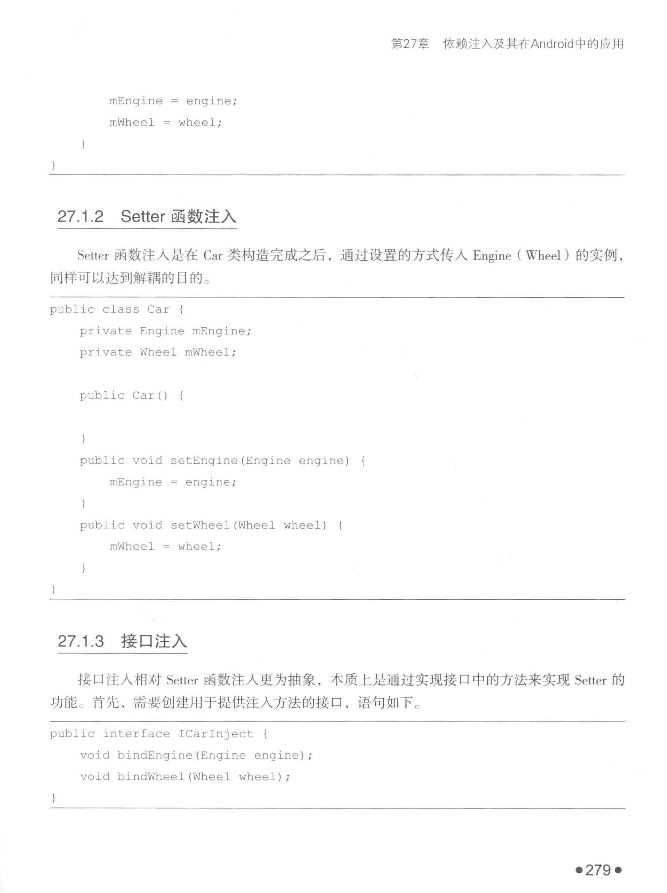 第27章 依赖注入及其在Android中的应用
mEngine = engine;
mWheel = wheel;
}
}
27.1.2 Setter 函数注入
Setter 函数注入是在 Car 类构造完成之后，通过设置的方式传入 Engine（Wheel）的实例，
同样可以达到解耦的目的。
public class Car {
private Engine mEngine;
private Wheel mWheel;
public Car() {
}
public void setEngine(Engine engine) {
mEngine = engine;
}
public void setWheel(Wheel wheel) {
mWheel = wheel;
}
}
27.1.3 接口注入
接口注入相对 Setter 函数注入更为抽象，本质上是通过实现接口中的方法来实现 Setter 的
功能。首先，需要创建用于提供注入方法的接口，语句如下。
public interface ICarInject {
void bindEngine(Engine engine);
void bindWheel(Wheel wheel);
}
●279●